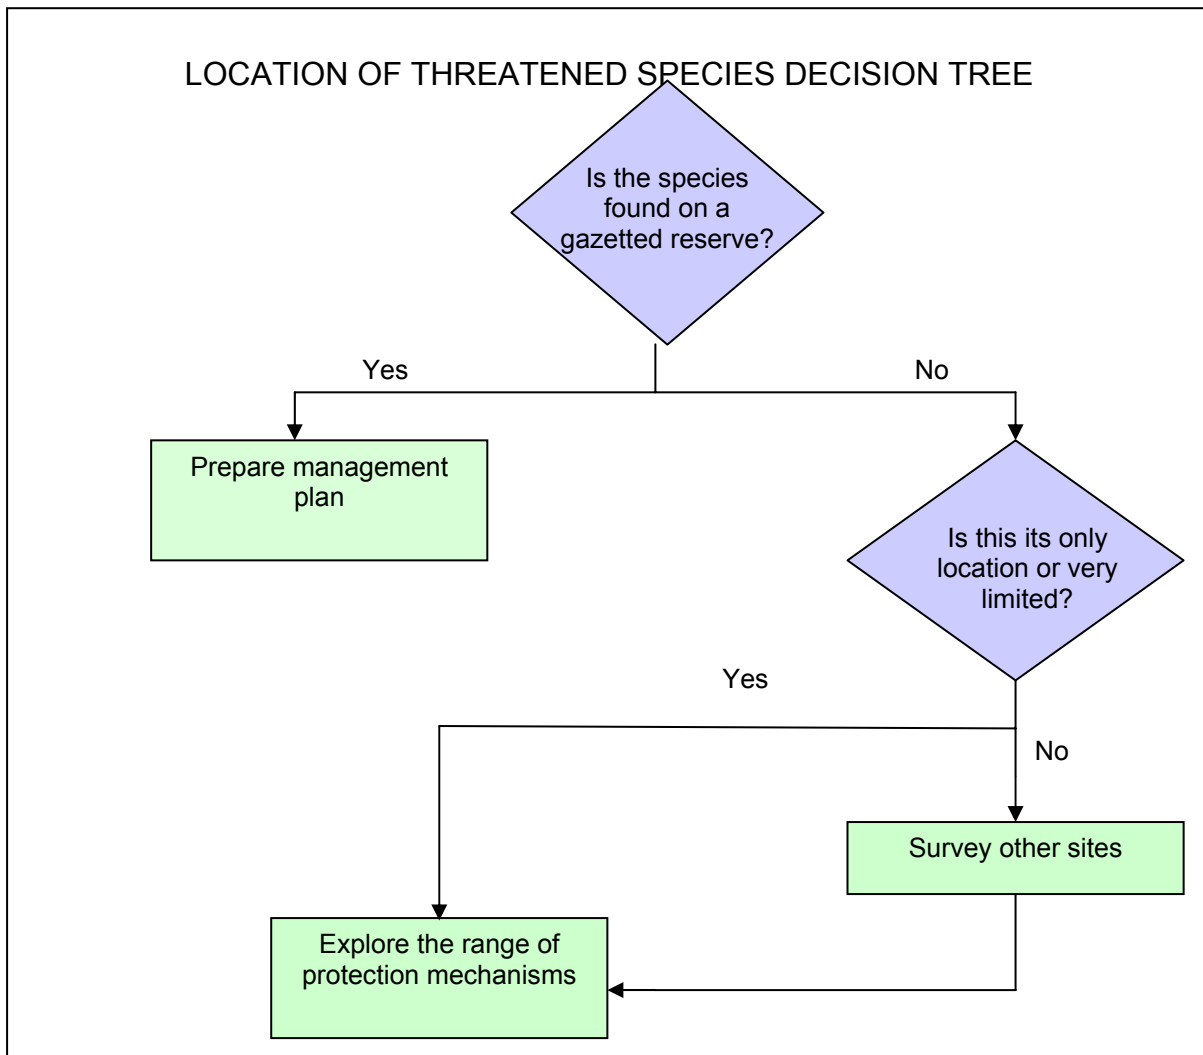 LOCATION OF THREATENED SPECIES DECISION TREE
Is the species
found on a
gazetted reserve?
Yes
No
Prepare management
plan
Is this its only
location or very
limited?
Yes
No
Survey other sites
Explore the range of
protection mechanisms